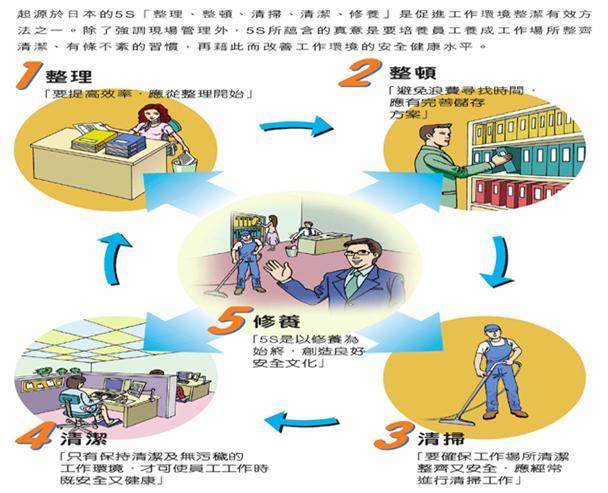 起源於日本的5S「整理、整頓、清掃、清潔、修養」是促進工作環境整潔有效方
法之一。除了強調現場管理外，5S所蘊含的真意是要培養員工養成工作場所整齊
清潔、有條不素的習慣，再藉此而改善工作環境的安全健康水平。
1 整理
「要提高效率，應從整理開始」
2 整頓
「避免浪費尋找時間，
應有完善儲存
方案」
5 修養
「5S是以修養為
始終，創造良好
安全文化」
4 清潔
「只有保持清潔及無污穢的
工作環境，才可使員工工作時
既安全又健康」
3 清掃
「要確保工作場所清潔
整齊又安全，應經常
進行清掃工作」